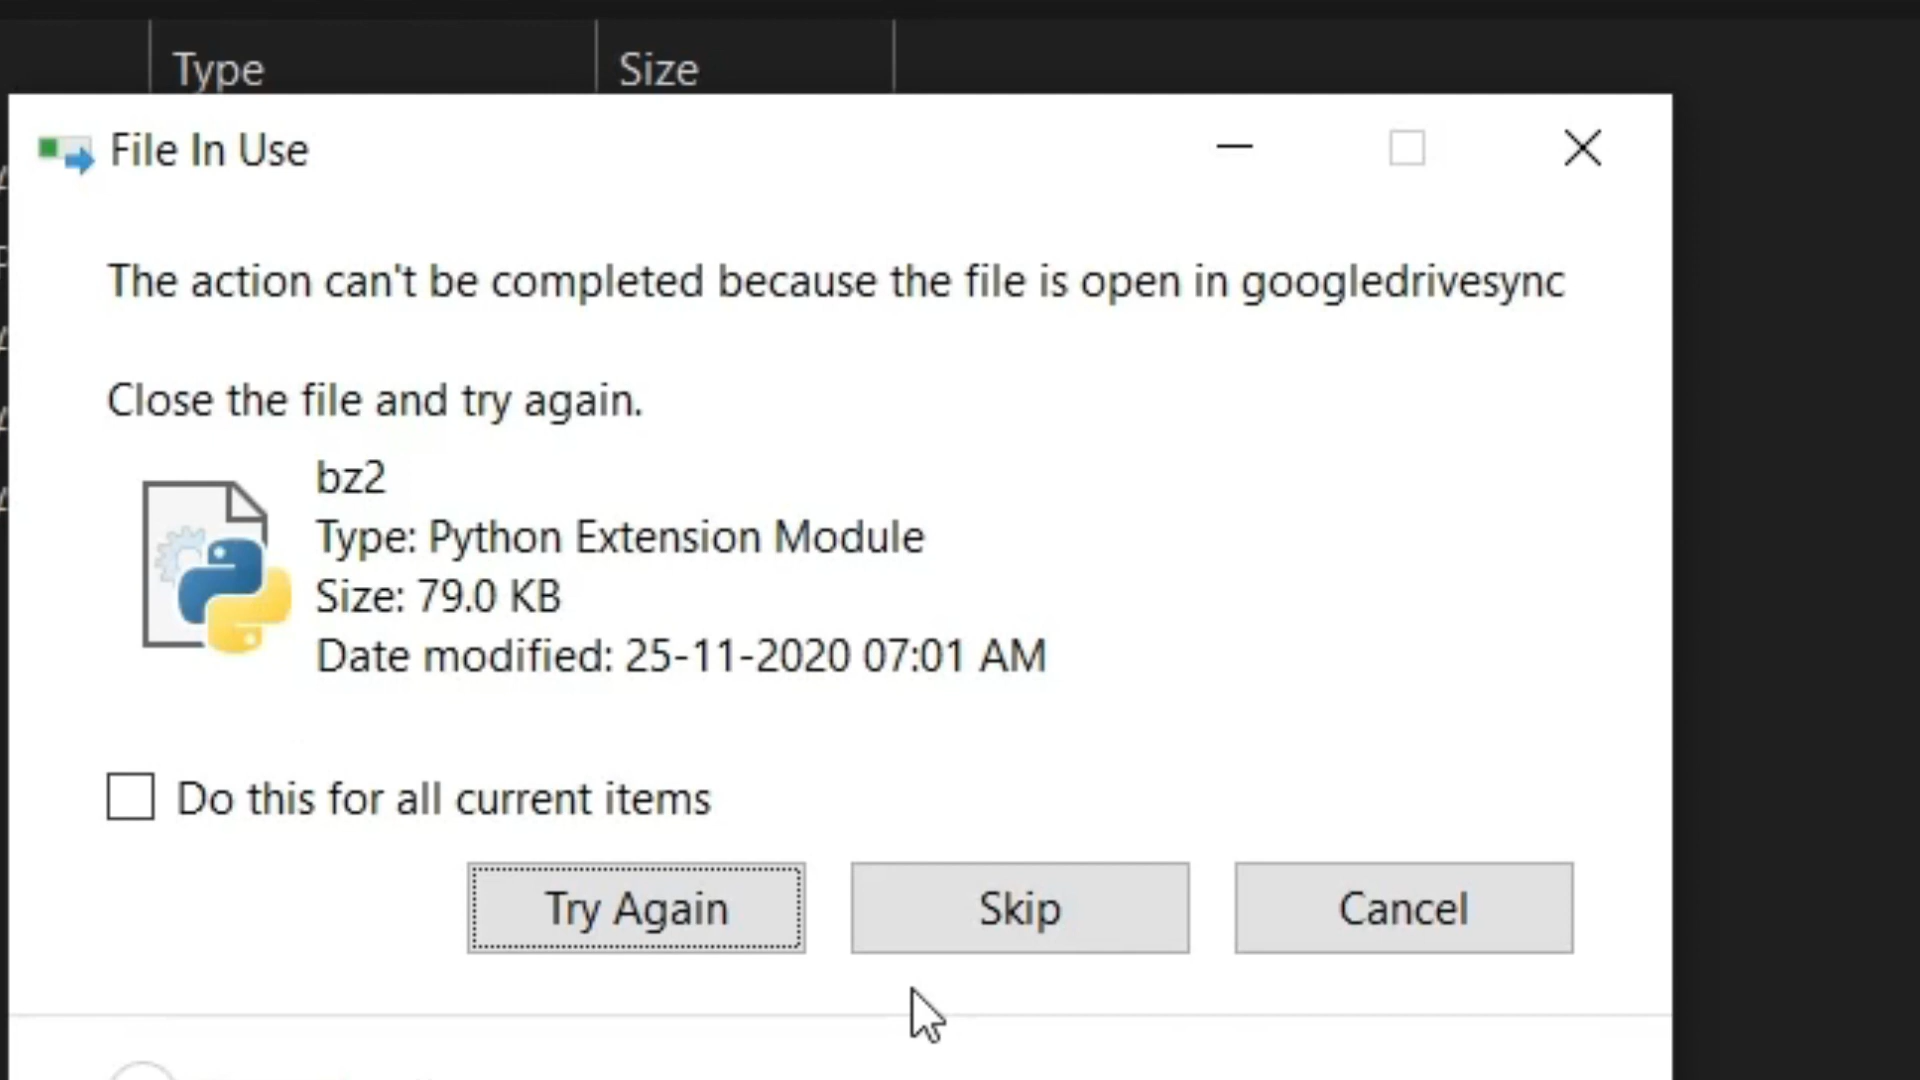 Type Size
File In Use
The action can't be completed because the file is open in googledrivesync
Close the file and try again.
bz2
Type: Python Extension Module
Size: 79.0 KB
Date modified: 25-11-2020 07:01 AM
Do this for all current items
Try Again Skip Cancel